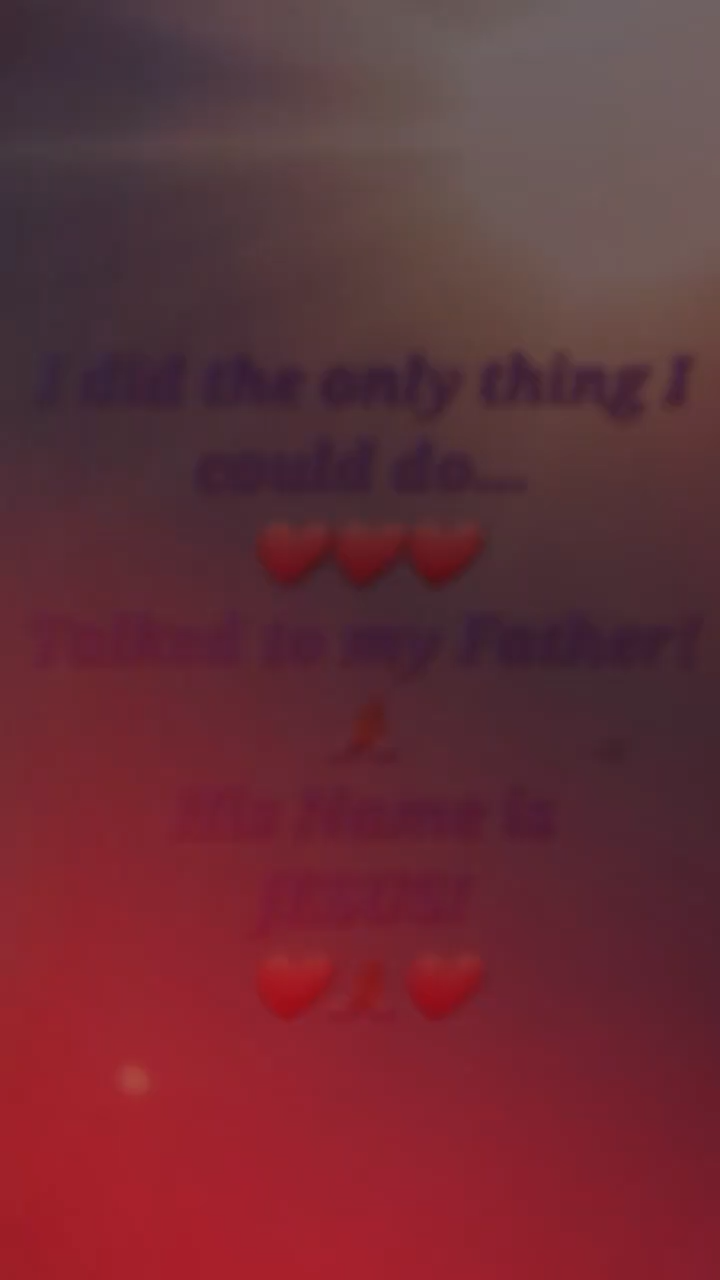 I did the only thing I
could do...
❤️❤️❤️
Talked to my Father!
His Name is
JESUS!
❤️❤️